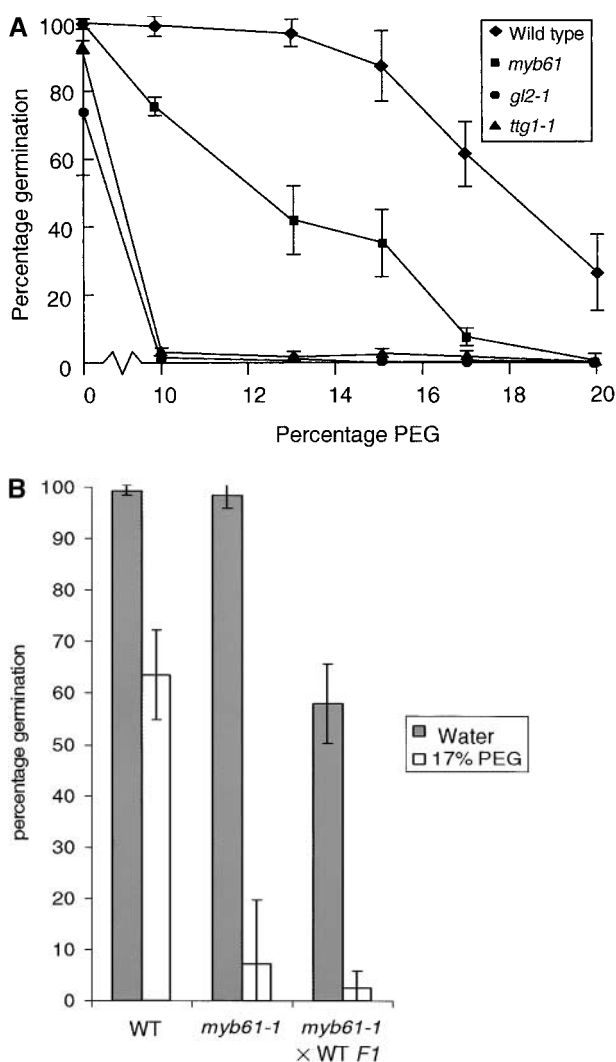 A
Percentage germination
100
80
60
40
20
0
0 10 12 14 16 18 20
Percentage PEG
Wild type
myb61
gl2-1
ttg1-1
B
percentage germination
100
90
80
70
60
50
40
30
20
10
0
WT
myb61-1
myb61-1
× WT F1
Water
17% PEG